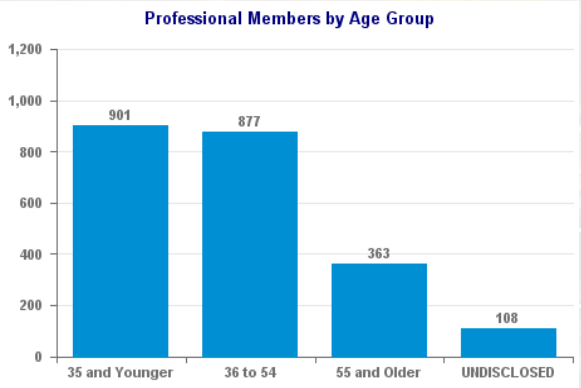 Professional Members by Age Group
1,200
1,000
800
600
400
200
0
901
877
363
108
35 and Younger
36 to 54
55 and Older
UNDISCLOSED